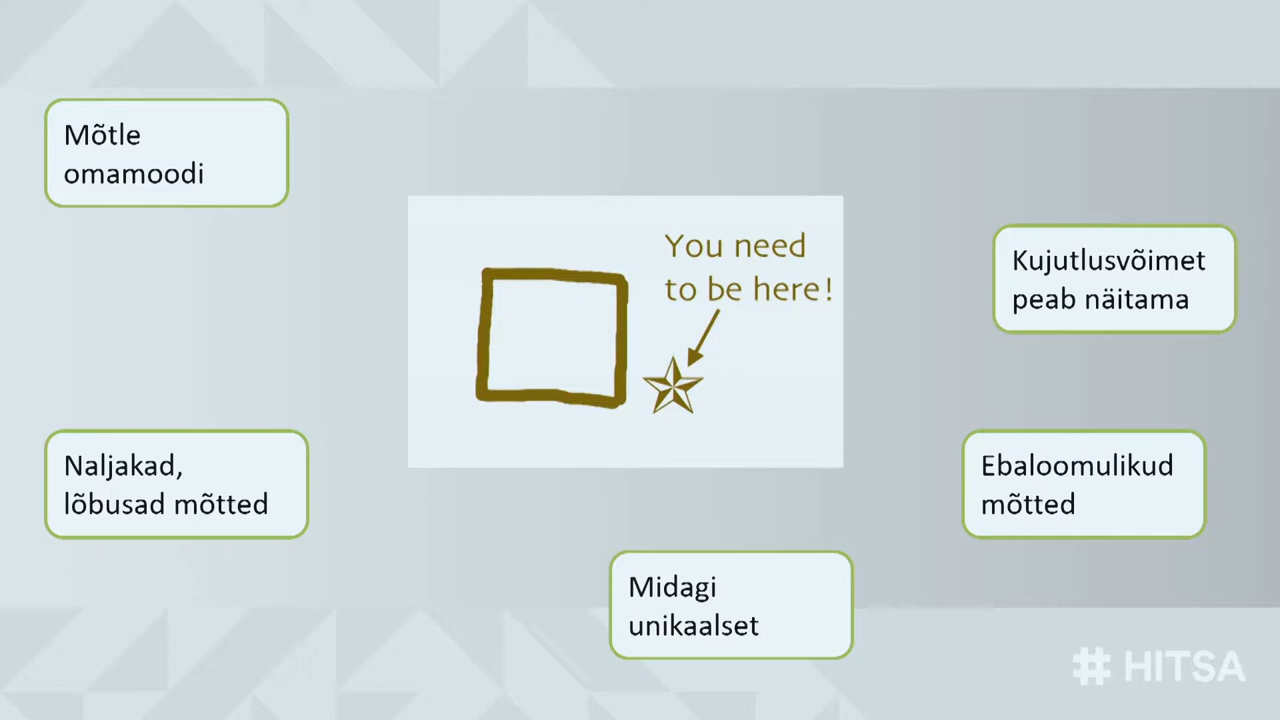 Mõtle
omamoodi
You need
to be here!
Kujutlusvõimet
peab näitama
Naljakad,
lõbusad mõtted
Ebaloomulikud
mõtted
Midagi
unikaalset
# HITSA